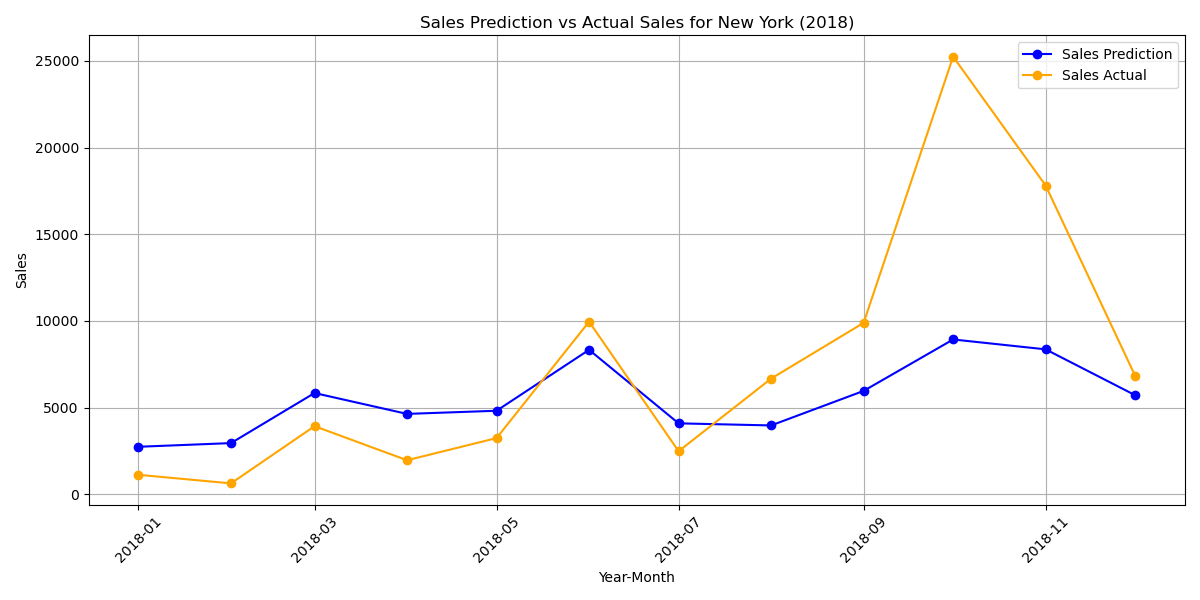 Sales Prediction vs Actual Sales for New York (2018)
Sales Prediction
Sales Actual
25000
20000
15000
10000
5000
0
Sales
2018-01
2018-03
2018-05
2018-07
2018-09
2018-11
Year-Month